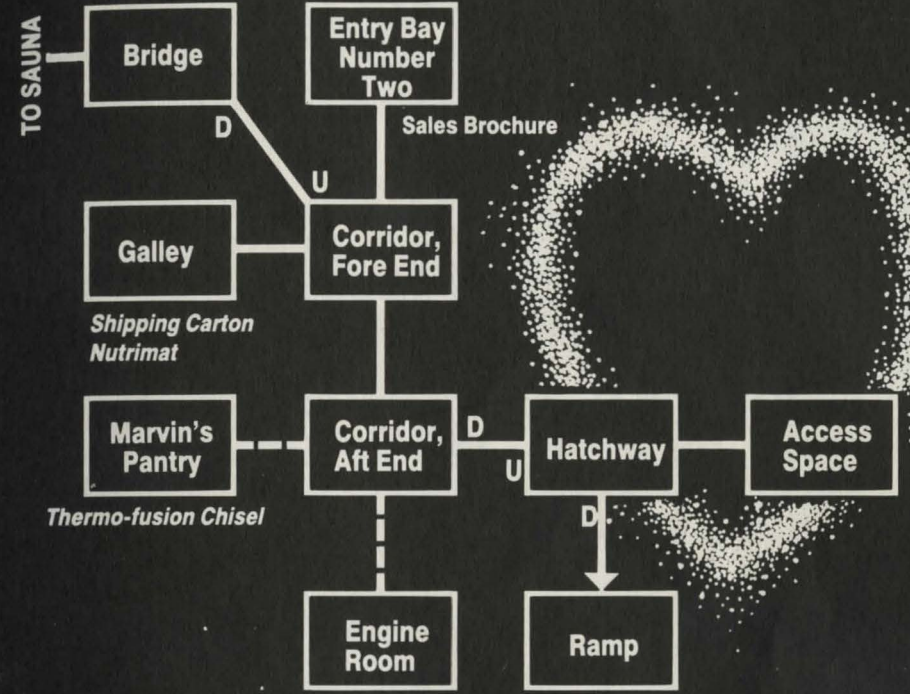 TO SAUNA
Bridge
Entry Bay
Number
Two
D
Sales Brochure
U
Galley
Corridor,
Fore End
Shipping Carton
Nutrimat
Marvin's
Pantry
Corridor,
Aft End
D
U
Hatchway
Access
Space
Thermo-fusion Chisel
D
Engine
Room
Ramp